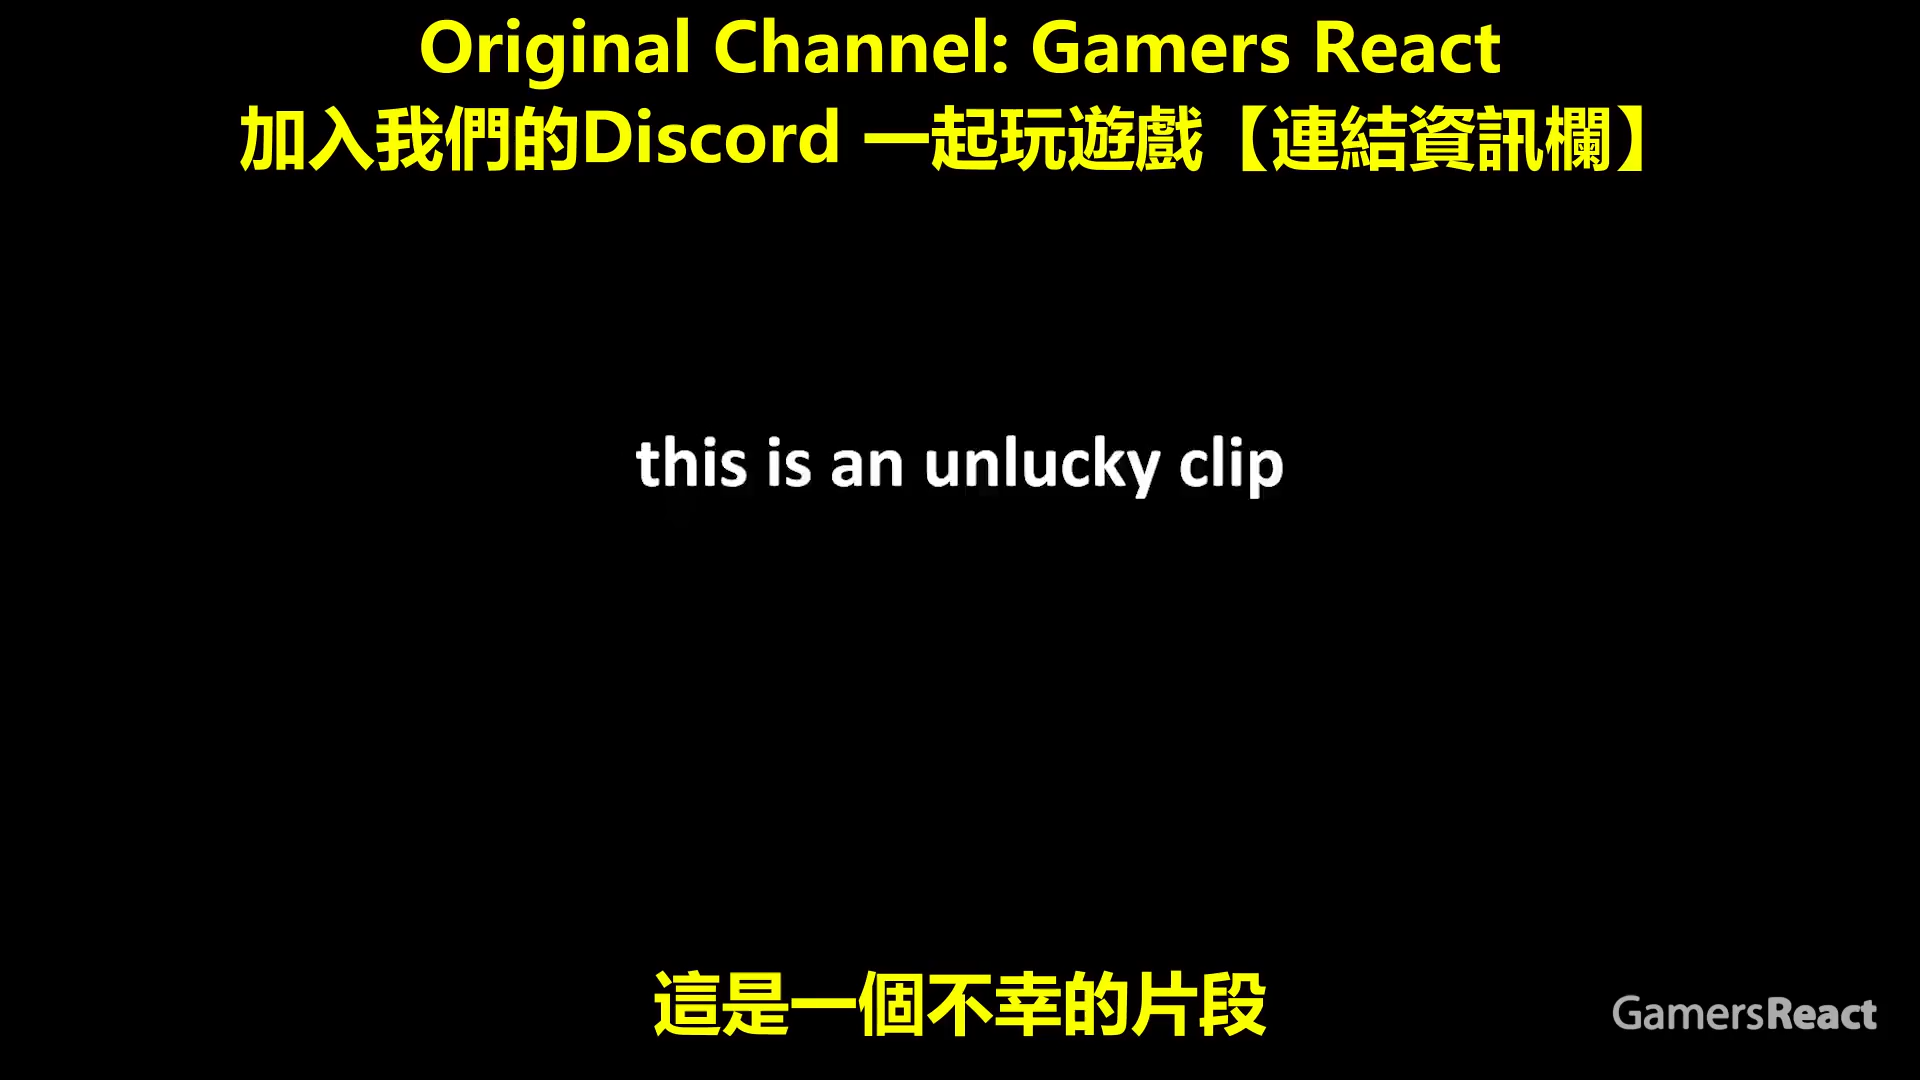 Original Channel: Gamers React
加入我們的Discord 一起玩遊戲【連結資訊欄】
this is an unlucky clip
這是一個不幸的片段
GamersReact